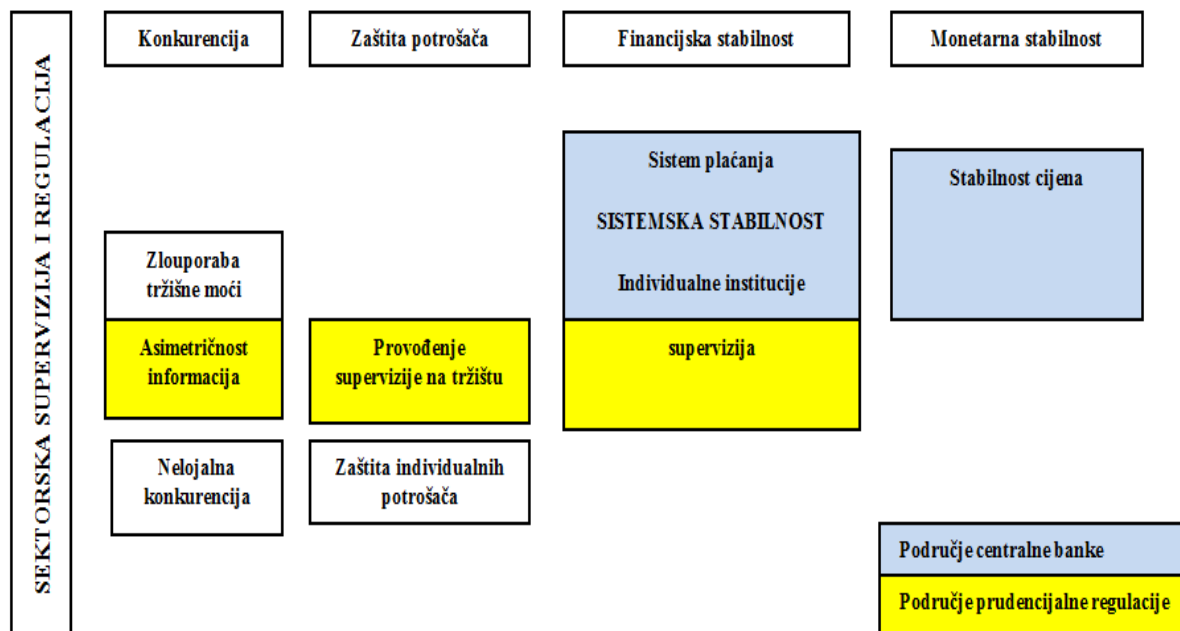 SEKTORSKA SUPERVIZIJA I REGULACIJA
Konkurencija
Zaštita potrošača
Financijska stabilnost
Monetarna stabilnost
Sistem plaćanja
SISTEMSKA STABILNOST
Individualne institucije
Stabilnost cijena
Zlouporaba
tržišne moći
Asimetričnost
informacija
Provođenje
supervizije na tržištu
supervizija
Nelojalna
konkurencija
Zaštita individualnih
potrošača
Područje centralne banke
Područje prudencijalne regulacije